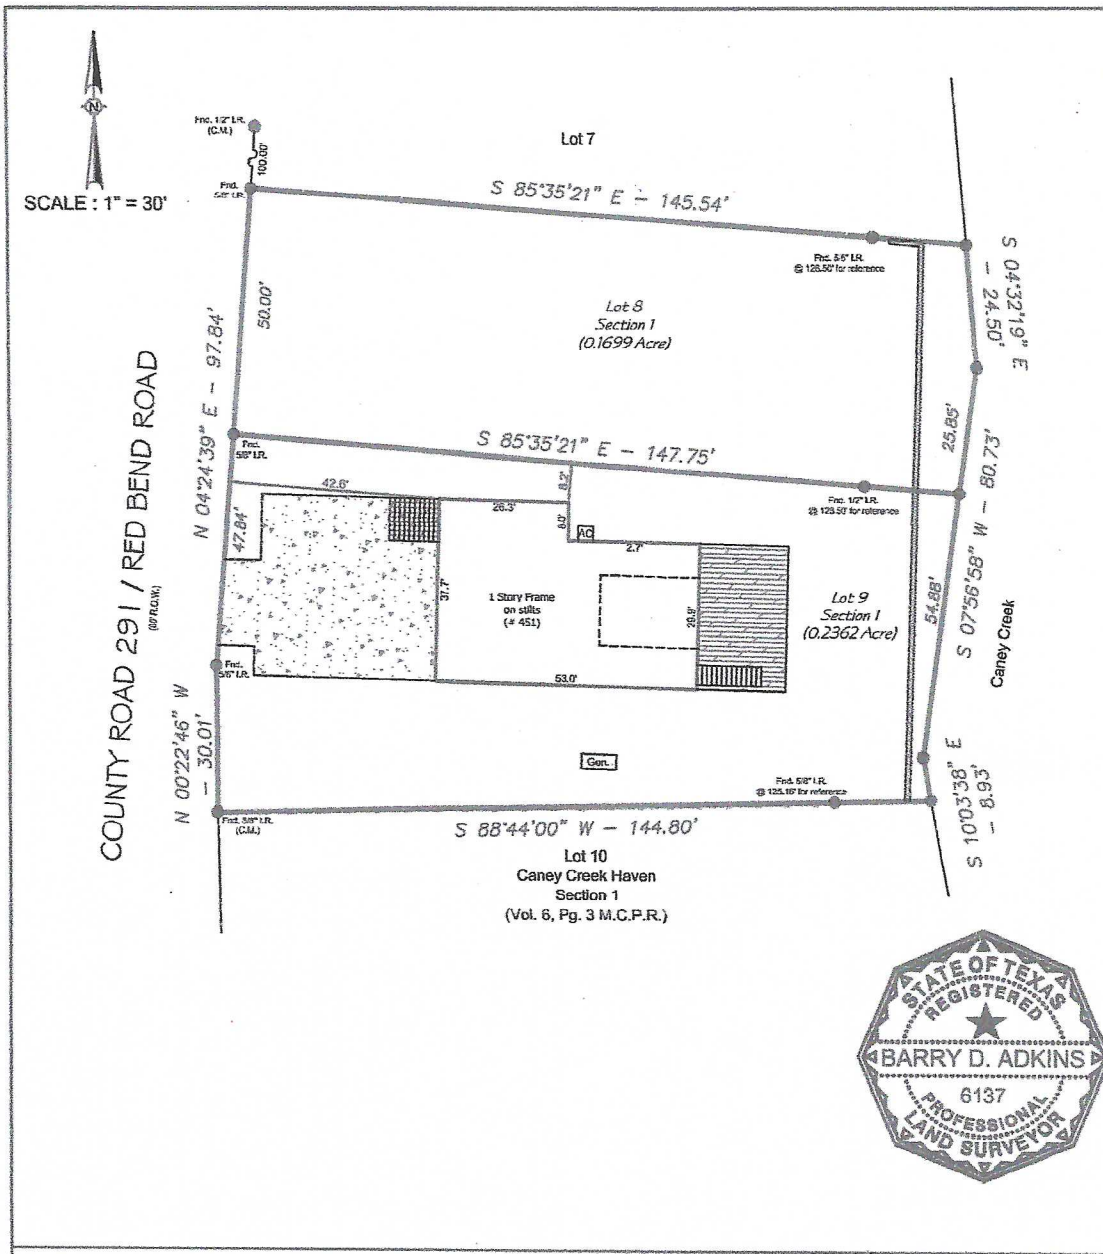 N
SCALE : 1" = 30'
Fnd. 1/2" I.R.
(C.M.)
100.00'
Fnd.
5/8" I.R.
Lot 7
S 85°35'21" E - 145.54'
Fnd. 5/8" I.R.
@ 126.50' for reference
S 04°32'19" E
- 24.50'
N 04°24'39" E - 97.84'
50.00'
Lot 8
Section 1
(0.1699 Acre)
COUNTY ROAD 291 / RED BEND ROAD
(60' R.O.W.)
25.85'
S 85°35'21" E - 147.75'
Fnd.
5/8" I.R.
Fnd. 1/2" I.R.
@ 128.50' for reference
S 07°56'58" W - 80.73'
42.6'
8.2'
26.3'
8.0'
AC
2.7'
47.84'
37.7'
1 Story Frame
on stilts
(# 451)
29.9'
Lot 9
Section 1
(0.2362 Acre)
54.88'
Caney Creek
Fnd.
5/8" I.R.
53.0'
N 00°22'46" W
- 30.01'
Gen.
Fnd. 5/8" I.R.
@ 125.16' for reference
S 10°03'38" E
- 8.93'
Fnd. 5/8" I.R.
(C.M.)
S 88°44'00" W - 144.80'
Lot 10
Caney Creek Haven
Section 1
(Vol. 6, Pg. 3 M.C.P.R.)
STATE OF TEXAS
REGISTERED
BARRY D. ADKINS
6137
PROFESSIONAL
LAND SURVEYOR